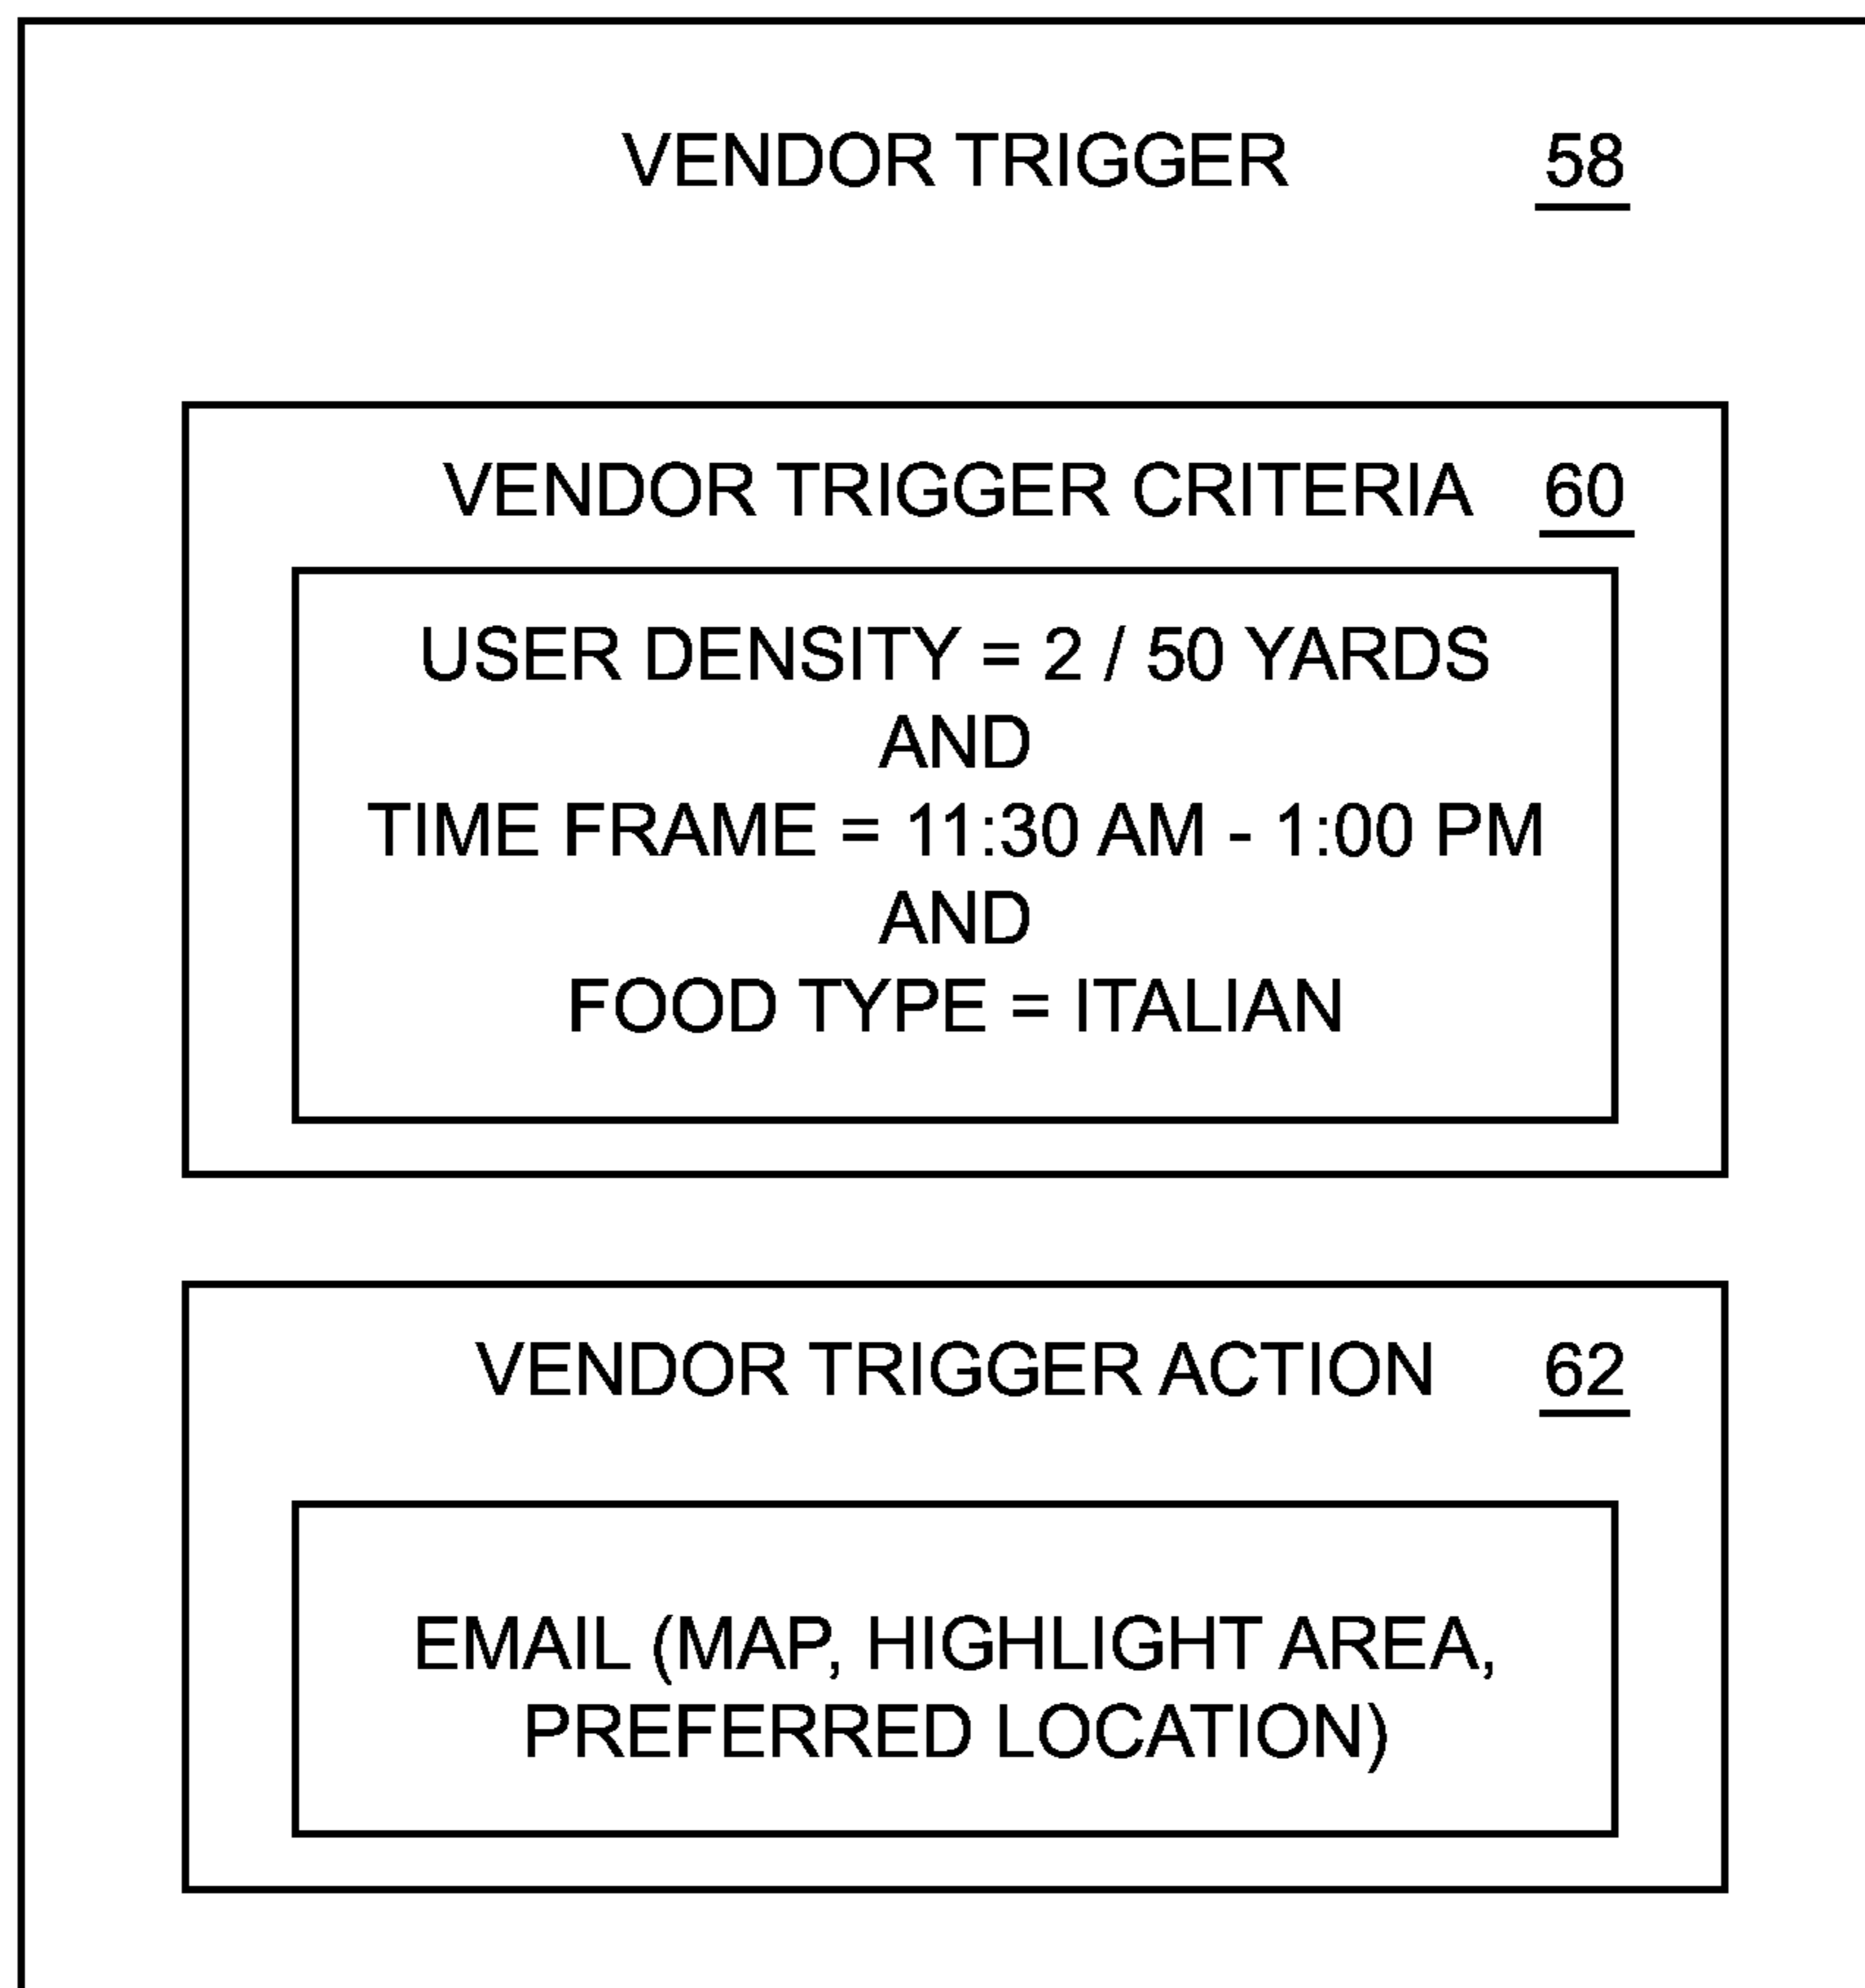 VENDOR TRIGGER 58
VENDOR TRIGGER CRITERIA 60
USER DENSITY = 2 / 50 YARDS
AND
TIME FRAME = 11:30 AM - 1:00 PM
AND
FOOD TYPE = ITALIAN
VENDOR TRIGGER ACTION 62
EMAIL (MAP, HIGHLIGHT AREA,
PREFERRED LOCATION)